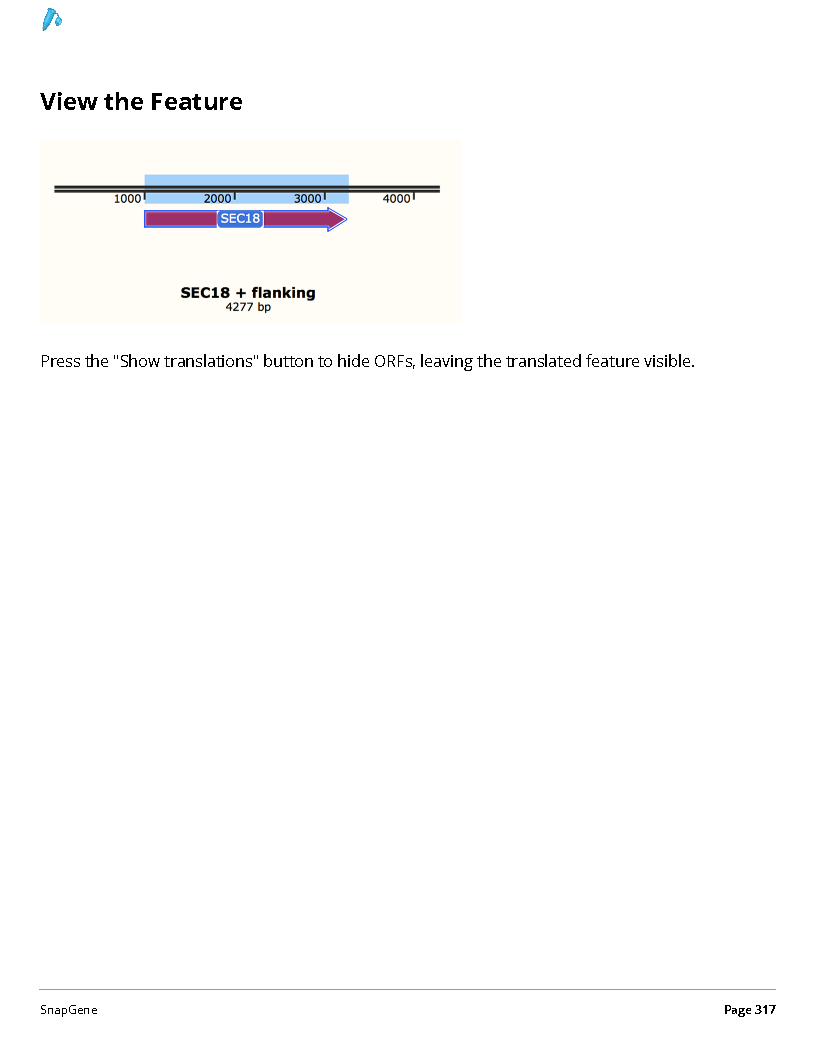 View the Feature
1000 2000 3000 4000
SEC18
SEC18 + flanking
4277 bp
Press the "Show translations" button to hide ORFs, leaving the translated feature visible.
SnapGene Page 317